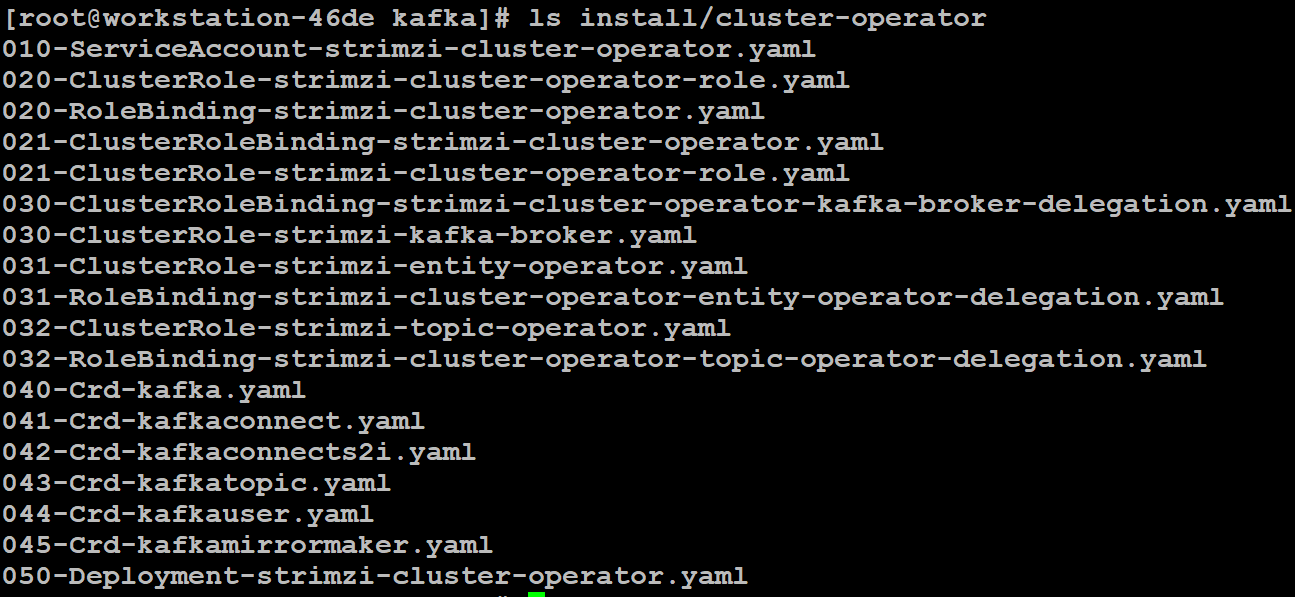 [root@workstation-46de kafka]# ls install/cluster-operator
010-ServiceAccount-strimzi-cluster-operator.yaml
020-ClusterRole-strimzi-cluster-operator-role.yaml
020-RoleBinding-strimzi-cluster-operator.yaml
021-ClusterRoleBinding-strimzi-cluster-operator.yaml
021-ClusterRole-strimzi-cluster-operator-role.yaml
030-ClusterRoleBinding-strimzi-cluster-operator-kafka-broker-delegation.yaml
030-ClusterRole-strimzi-kafka-broker.yaml
031-ClusterRole-strimzi-entity-operator.yaml
031-RoleBinding-strimzi-cluster-operator-entity-operator-delegation.yaml
032-ClusterRole-strimzi-topic-operator.yaml
032-RoleBinding-strimzi-cluster-operator-topic-operator-delegation.yaml
040-Crd-kafka.yaml
041-Crd-kafkaconnect.yaml
042-Crd-kafkaconnects2i.yaml
043-Crd-kafkatopic.yaml
044-Crd-kafkauser.yaml
045-Crd-kafkamirrormaker.yaml
050-Deployment-strimzi-cluster-operator.yaml